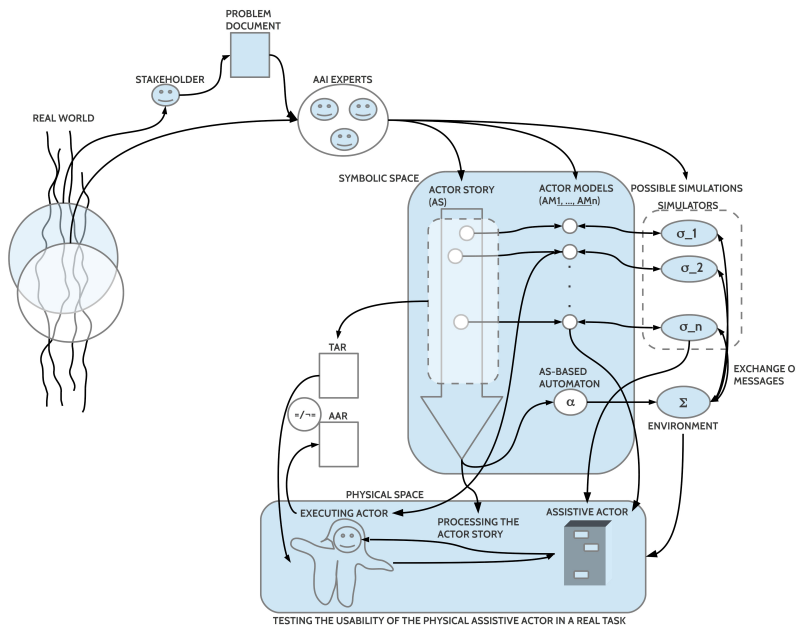 PROBLEM
DOCUMENT
STAKEHOLDER
AAI EXPERTS
REAL WORLD
SYMBOLIC SPACE
ACTOR STORY
(AS)
ACTOR MODELS
(AM1, ..., AMn)
POSSIBLE SIMULATIONS
SIMULATORS
σ_1
σ_2
σ_n
TAR
=/¬=
AAR
AS-BASED
AUTOMATON
α
Σ
ENVIRONMENT
EXCHANGE O
MESSAGES
PHYSICAL SPACE
EXECUTING ACTOR
PROCESSING THE
ACTOR STORY
ASSISTIVE ACTOR
TESTING THE USABILITY OF THE PHYSICAL ASSISTIVE ACTOR IN A REAL TASK